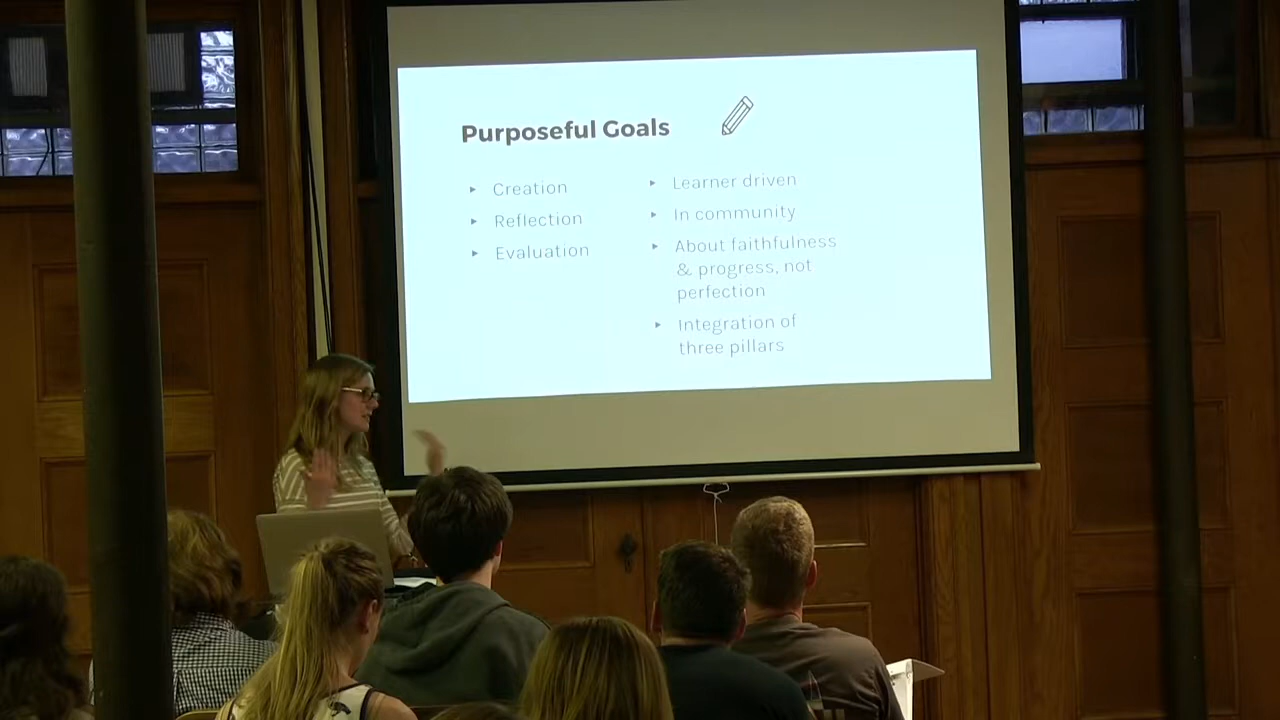 Purposeful Goals
Creation
Reflection
Evaluation
Learner driven
In community
About faithfulness
& progress, not
perfection
Integration of
three pillars